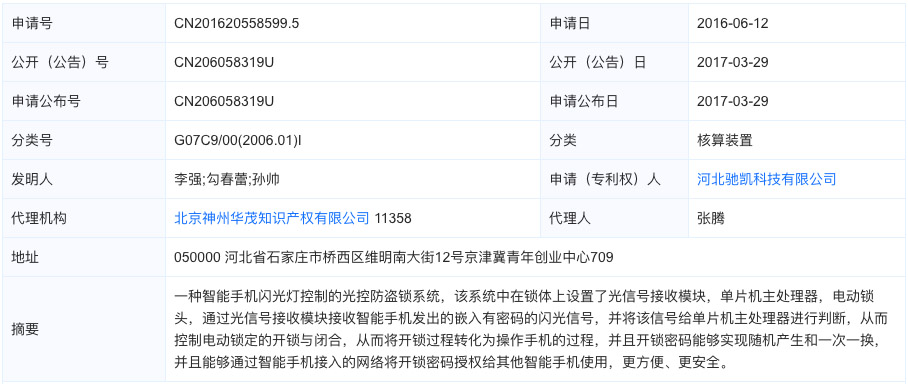 申请号 CN201620558599.5 申请日 2016-06-12
公开（公告）号 CN206058319U 公开（公告）日 2017-03-29
申请公布号 CN206058319U 申请公布日 2017-03-29
分类号 G07C9/00(2006.01)I 分类 核算装置
发明人 李强;勾春蕾;孙帅 申请（专利权）人 河北驰凯科技有限公司
代理机构 北京神州华茂知识产权有限公司 11358 代理人 张腾
地址 050000 河北省石家庄市桥西区维明南大街12号京津冀青年创业中心709
摘要
一种智能手机闪光灯控制的光控防盗锁系统，该系统中在锁体上设置了光信号接收模块，单片机主处理器，电动锁
头，通过光信号接收模块接收智能手机发出的嵌入有密码的闪光信号，并将该信号给单片机主处理器进行判断，从而
控制电动锁定的开锁与闭合，从而将开锁过程转化为操作手机的过程，并且开锁密码能够实现随机产生和一次一换，
并且能够通过智能手机接入的网络将开锁密码授权给其他智能手机使用，更方便、更安全。